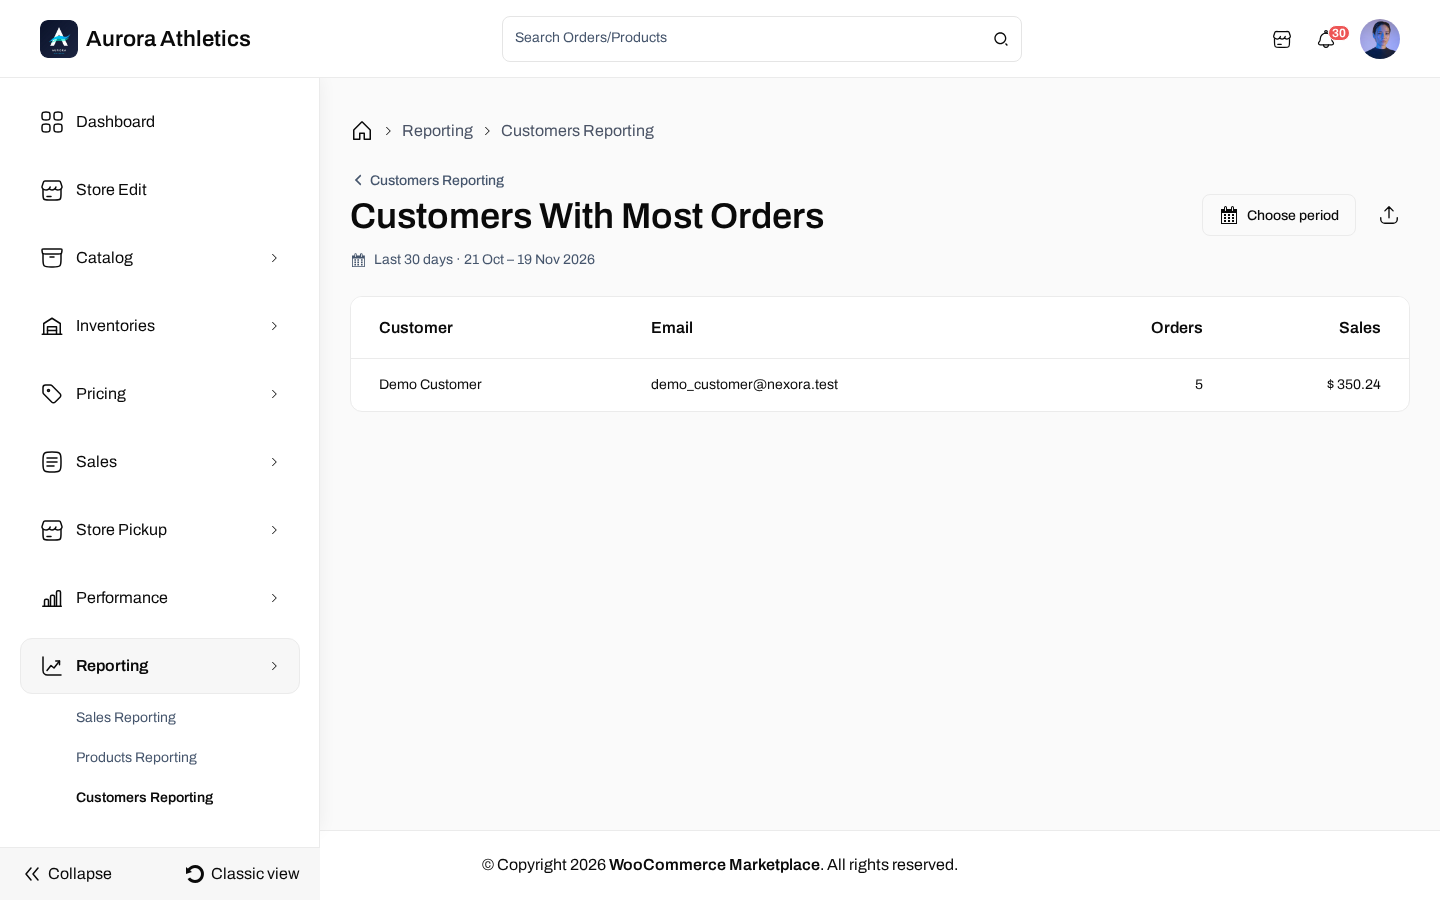 Aurora Athletics
Search Orders/Products
30
Dashboard
Store Edit
Catalog
Inventories
Pricing
Sales
Store Pickup
Performance
Reporting
Sales Reporting
Products Reporting
Customers Reporting
Collapse
Classic view
Reporting
Customers Reporting
Customers Reporting
Customers With Most Orders
Last 30 days · 21 Oct – 19 Nov 2026
Choose period
Customer Email Orders Sales
Demo Customer demo_customer@nexora.test 5 $ 350.24
© Copyright 2026 WooCommerce Marketplace. All rights reserved.